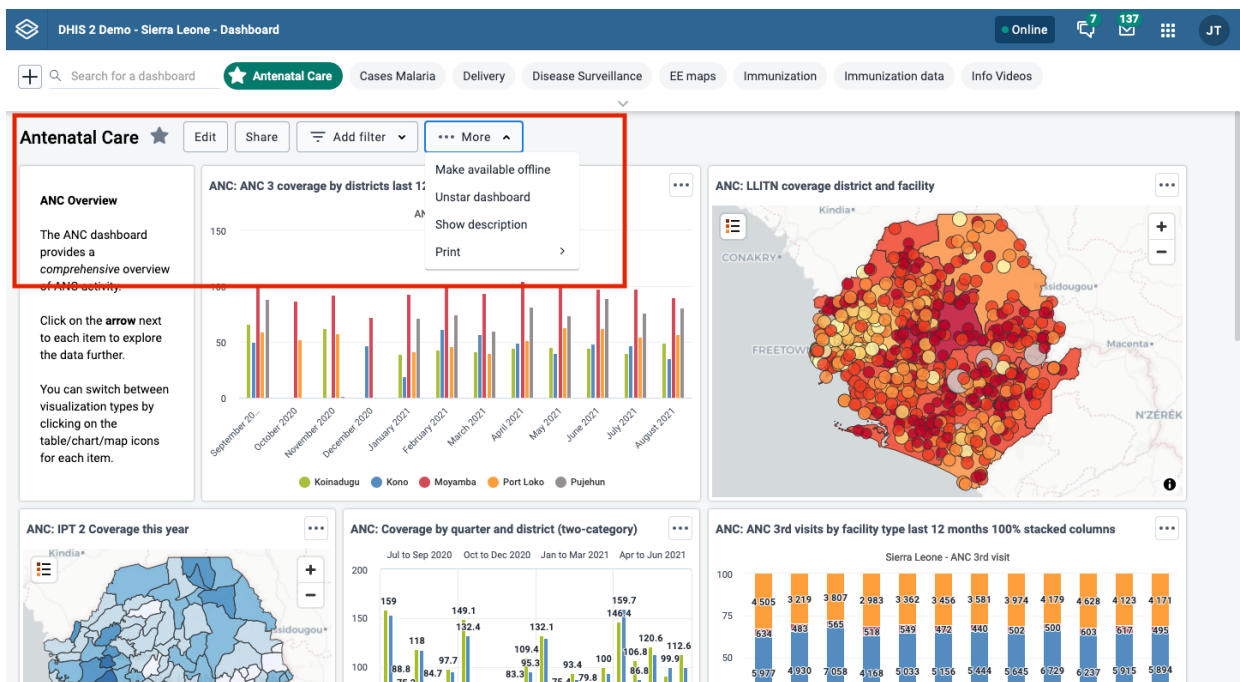 DHIS 2 Demo - Sierra Leone - Dashboard
Online
7
137
JT
Search for a dashboard
Antenatal Care
Cases Malaria
Delivery
Disease Surveillance
EE maps
Immunization
Immunization data
Info Videos
Antenatal Care
Edit
Share
Add filter
More
Make available offline
Unstar dashboard
Show description
Print
ANC Overview
The ANC dashboard
provides a
comprehensive overview
of ANC activity.
Click on the arrow next
to each item to explore
the data further.
You can switch between
visualization types by
clicking on the
table/chart/map icons
for each item.
ANC: ANC 3 coverage by districts last 12
150
100
50
0
September 20...
October 2020
November 2020
December 2020
January 2021
February 2021
March 2021
April 2021
May 2021
June 2021
July 2021
August 2021
Koinadugu
Kono
Moyamba
Port Loko
Pujehun
ANC: LLITN coverage district and facility
Kindia
CONAKRY
FREETOW
ssidougou
Macenta
N'ZÉRÉK
ANC: IPT 2 Coverage this year
Kindia
ssidougou
ANC: Coverage by quarter and district (two-category)
Jul to Sep 2020
Oct to Dec 2020
Jan to Mar 2021
Apr to Jun 2021
200
150
100
159
88.8
118
84.7
97.7
149.1
132.4
109.4
83.3
95.3
132.1
93.4
79.8
100
159.7
146.4
106.8
86.8
120.6
99.9
112.6
ANC: ANC 3rd visits by facility type last 12 months 100% stacked columns
Sierra Leone - ANC 3rd visit
100
75
50
4 505 3 219 3 807 2 983 3 362 3 456 3 581 3 974 4 179 4 628 4 123 4 171
634 483 565 518 549 472 440 502 500 603 617 495
5 977 4 930 7 058 4 168 5 033 5 156 5 444 5 645 6 729 6 237 5 915 5 894